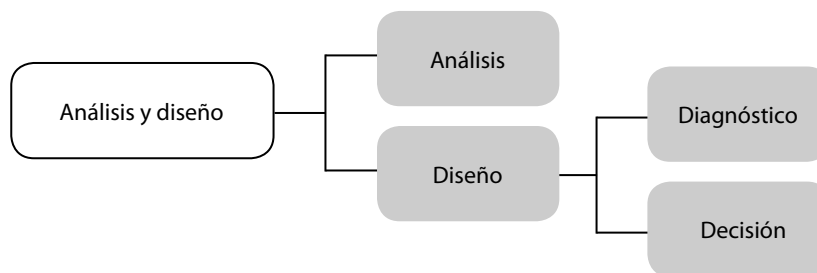 Análisis y diseño
Análisis
Diseño
Diagnóstico
Decisión